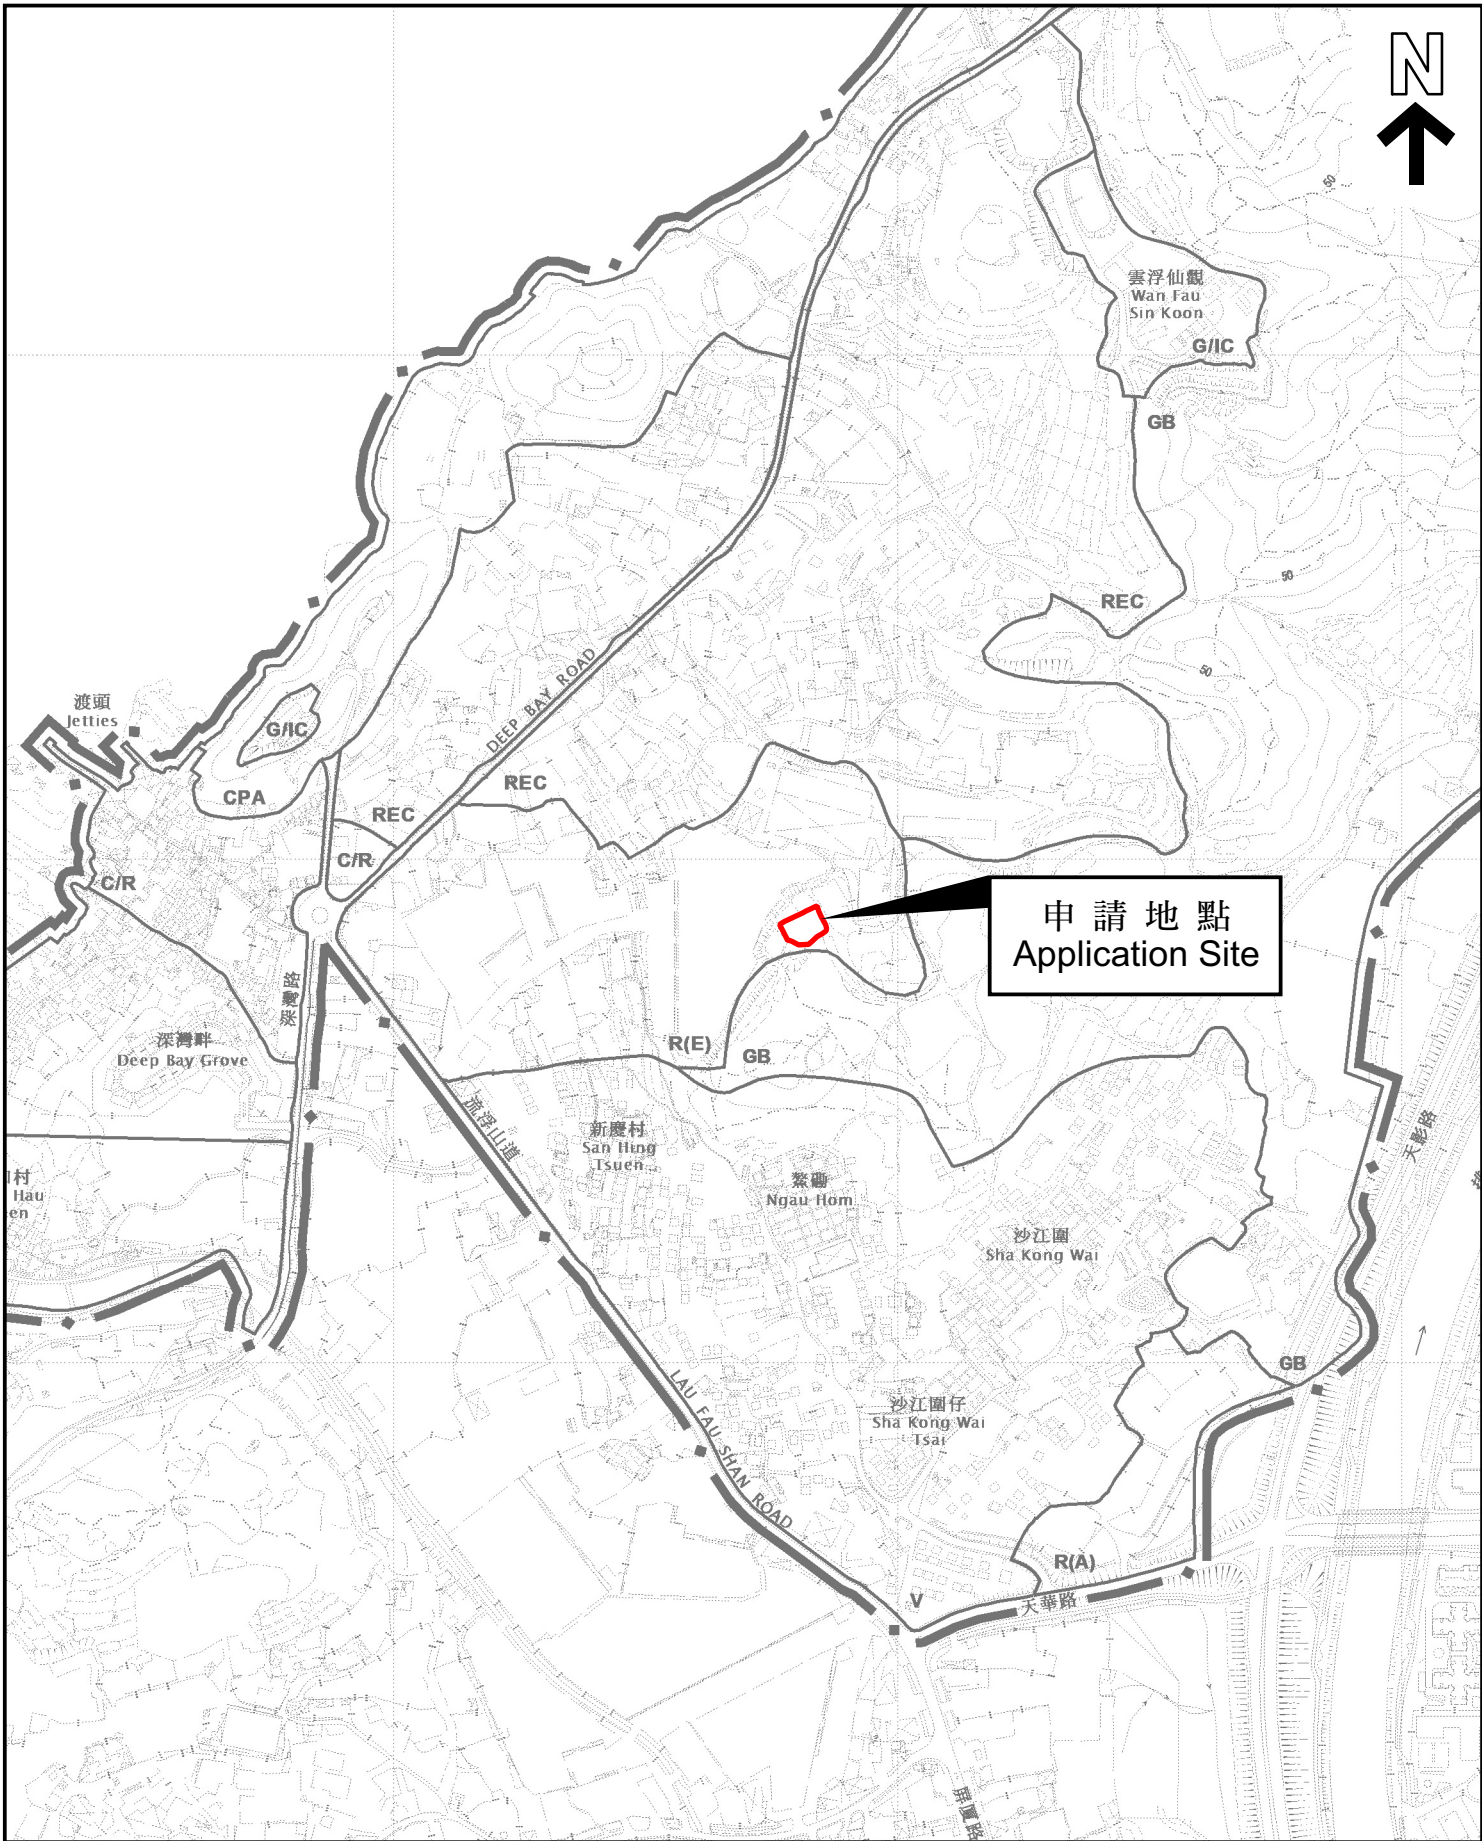 N
50
雲浮仙觀
Wan Fau
Sin Koon
G/IC
GB
50
REC
50
渡頭
Jetties
G/IC
DEEP BAY ROAD
REC
CPA
REC
C/R
C/R
申請地點
Application Site
深灣路
深灣畔
Deep Bay Grove
R(E)
GB
流浮山道
新慶村
San Hing
Tsuen
天影路
村
Hau
en
鰲磡
Ngau Hom
沙江圍
Sha Kong Wai
GB
LAU FAU SHAN ROAD
沙江圍仔
Sha Kong Wai
Tsai
R(A)
V
天華路
屏廈路